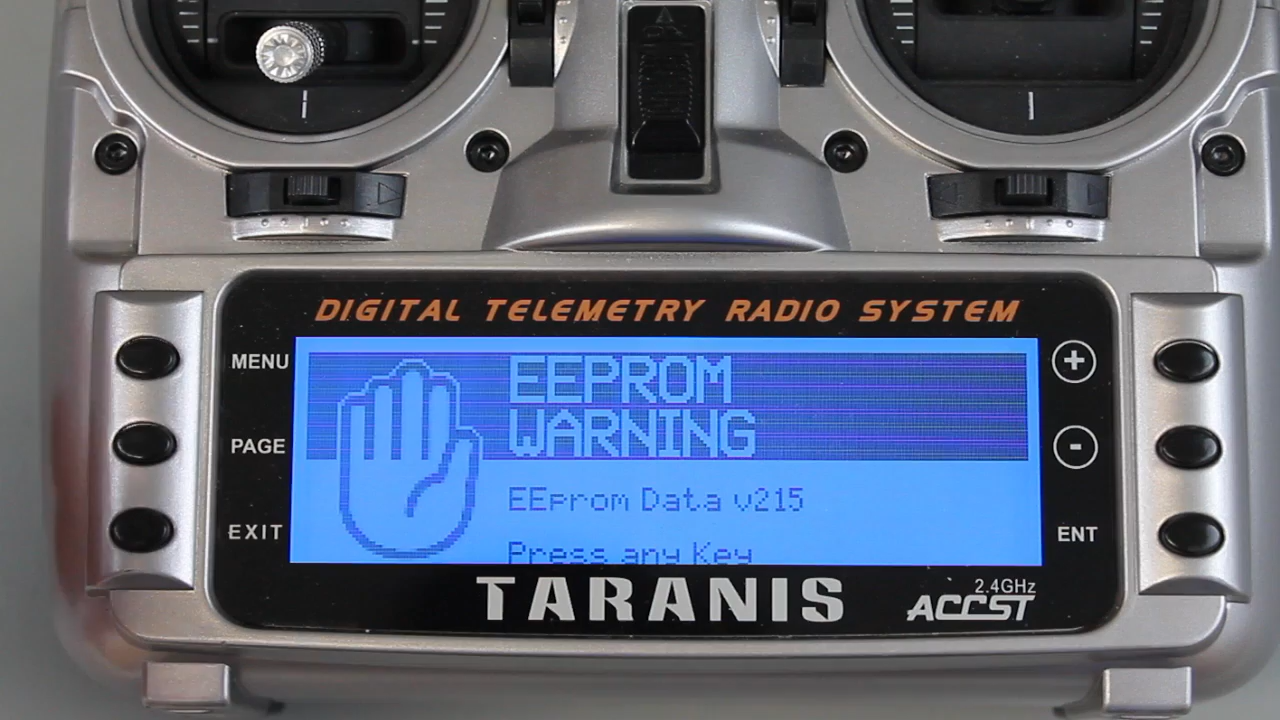 DIGITAL TELEMETRY RADIO SYSTEM
MENU
EEPROM
WARNING
+
PAGE
-
EEprom Data v215
EXIT
ENT
Press any Key
TARANIS
2.4GHz
ACCST